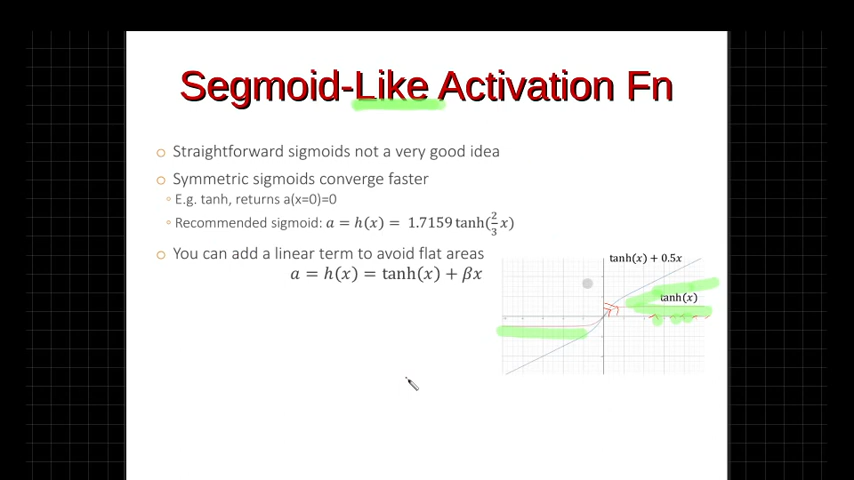 Segmoid-Like Activation Fn
Straightforward sigmoids not a very good idea
Symmetric sigmoids converge faster
E.g. tanh, returns a(x=0)=0
Recommended sigmoid: a = h(x) = 1.7159 tanh(2/3 x)
You can add a linear term to avoid flat areas
a = h(x) = tanh(x) + βx
tanh(x) + 0.5x
tanh(x)